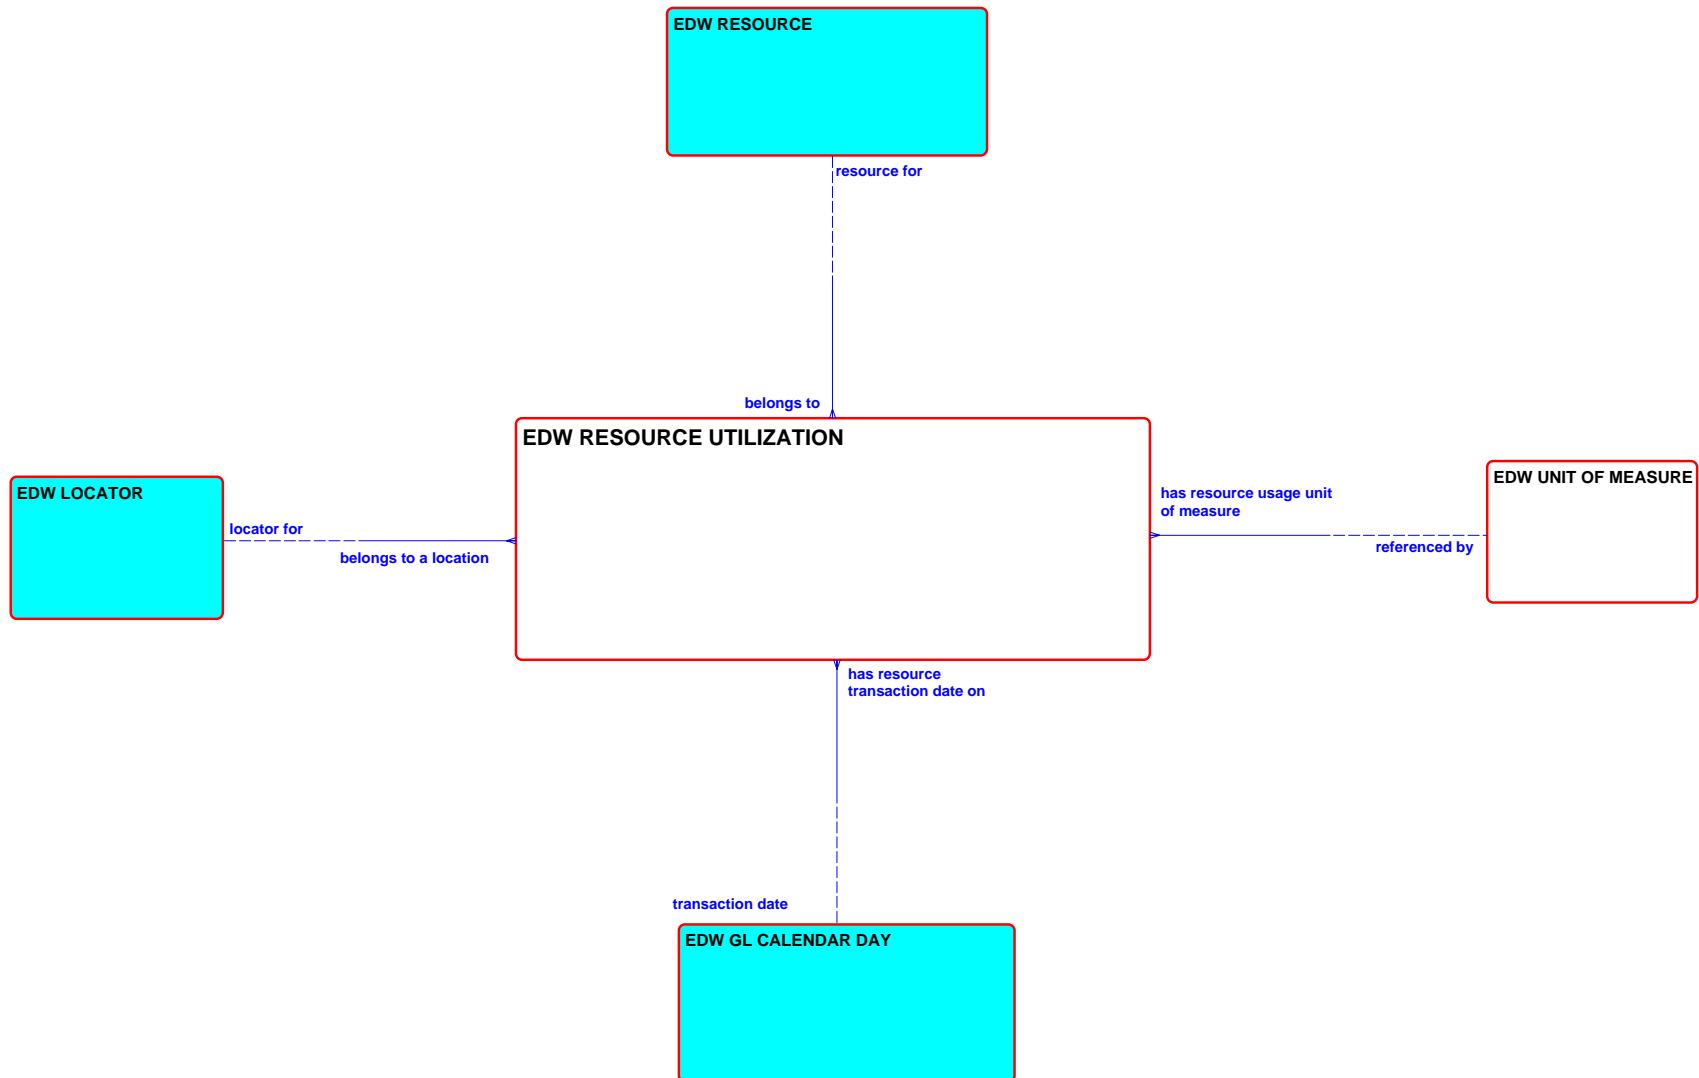 EDW RESOURCE
resource for
belongs to
EDW RESOURCE UTILIZATION
EDW LOCATOR
locator for
belongs to a location
has resource usage unit
of measure
EDW UNIT OF MEASURE
referenced by
has resource
transaction date on
transaction date
EDW GL CALENDAR DAY